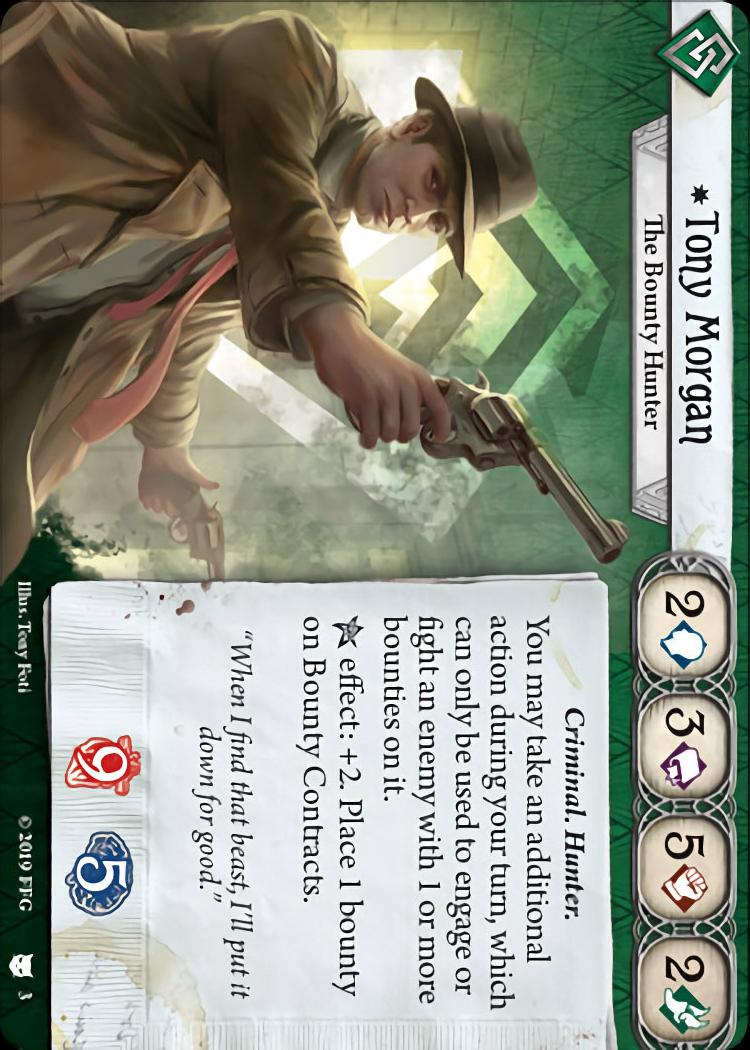 Tony Morgan
The Bounty Hunter
2
3
5
2
Criminal. Hunter.
You may take an additional
action during your turn, which
can only be used to engage or
fight an enemy with 1 or more
bounties on it.
effect: +2. Place 1 bounty
on Bounty Contracts.
"When I find that beast, I'll put it
down for good."
9
5
Illus. Tony Foti
© 2019 FFG
3